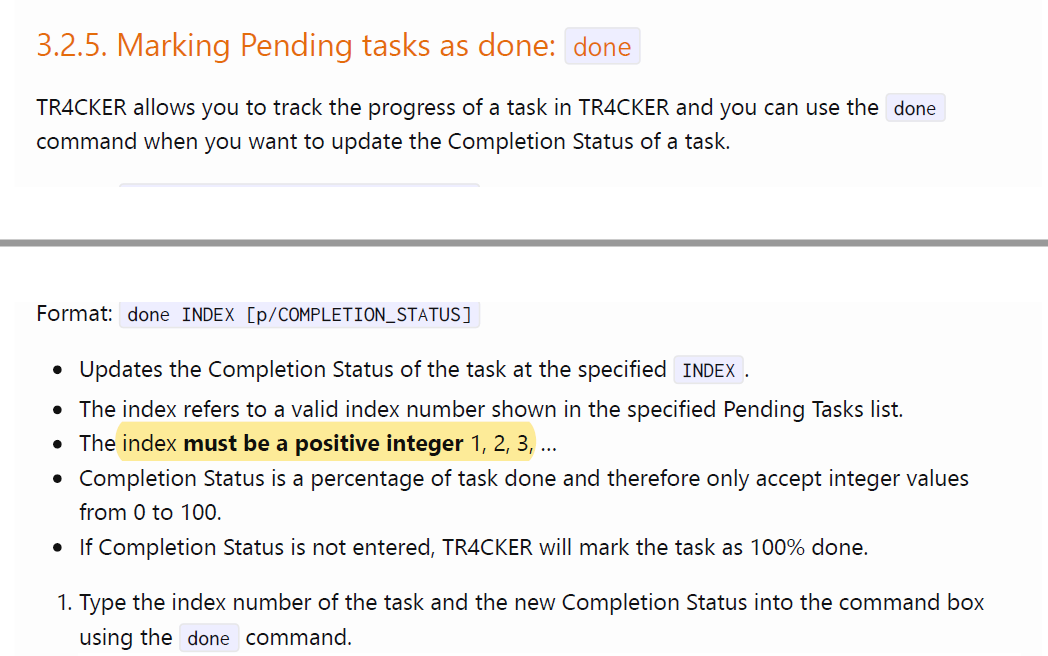 3.2.5. Marking Pending tasks as done: done
TR4CKER allows you to track the progress of a task in TR4CKER and you can use the done
command when you want to update the Completion Status of a task.
Format: done INDEX [p/COMPLETION_STATUS]
• Updates the Completion Status of the task at the specified INDEX.
• The index refers to a valid index number shown in the specified Pending Tasks list.
• The index must be a positive integer 1, 2, 3, …
• Completion Status is a percentage of task done and therefore only accept integer values
from 0 to 100.
• If Completion Status is not entered, TR4CKER will mark the task as 100% done.
1. Type the index number of the task and the new Completion Status into the command box
using the done command.